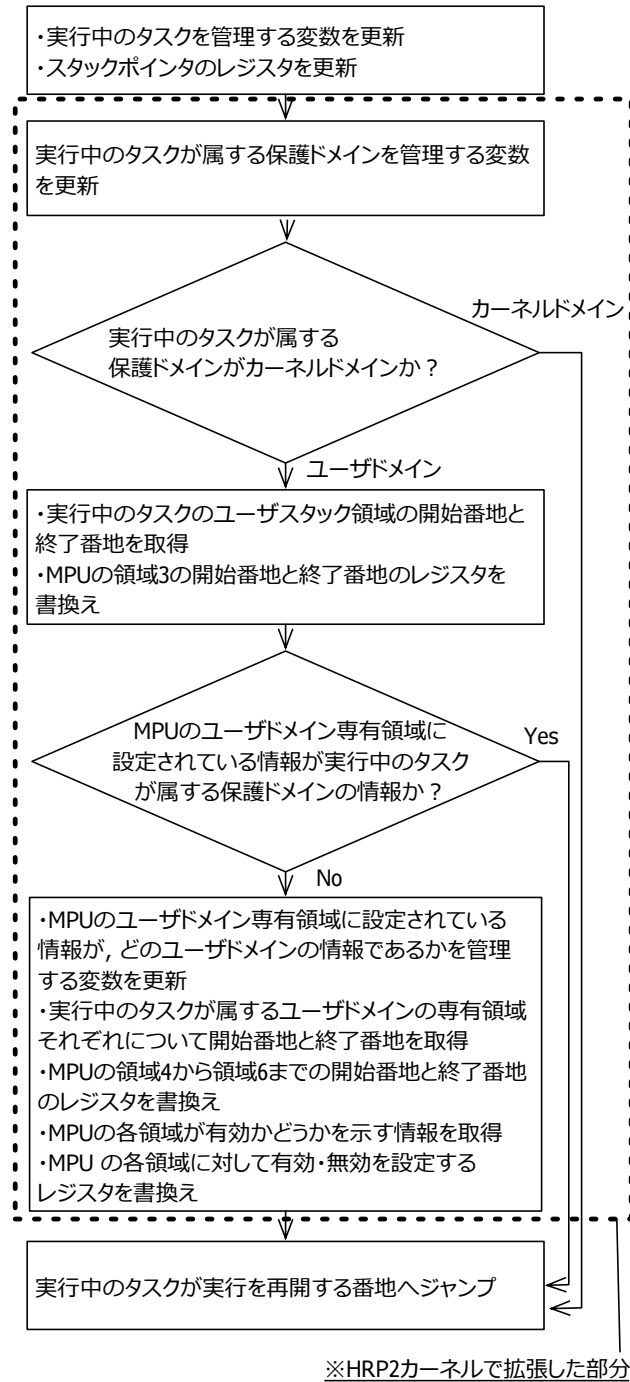 ・実行中のタスクを管理する変数を更新
・スタックポインタのレジスタを更新
実行中のタスクが属する保護ドメインを管理する変数
を更新
カーネルドメイン
実行中のタスクが属する
保護ドメインがカーネルドメインか？
ユーザドメイン
・実行中のタスクのユーザスタック領域の開始番地と
終了番地を取得
・MPUの領域3の開始番地と終了番地のレジスタを
書換え
MPUのユーザドメイン専有領域に
設定されている情報が実行中のタスク
が属する保護ドメインの情報か？
Yes
No
・MPUのユーザドメイン専有領域に設定されている
情報が, どのユーザドメインの情報であるかを管理
する変数を更新
・実行中のタスクが属するユーザドメインの専有領域
それぞれについて開始番地と終了番地を取得
・MPUの領域4から領域6までの開始番地と終了番地
のレジスタを書換え
・MPUの各領域が有効かどうかを示す情報を取得
・MPU の各領域に対して有効・無効を設定する
レジスタを書換え
実行中のタスクが実行を再開する番地へジャンプ
※HRP2カーネルで拡張した部分